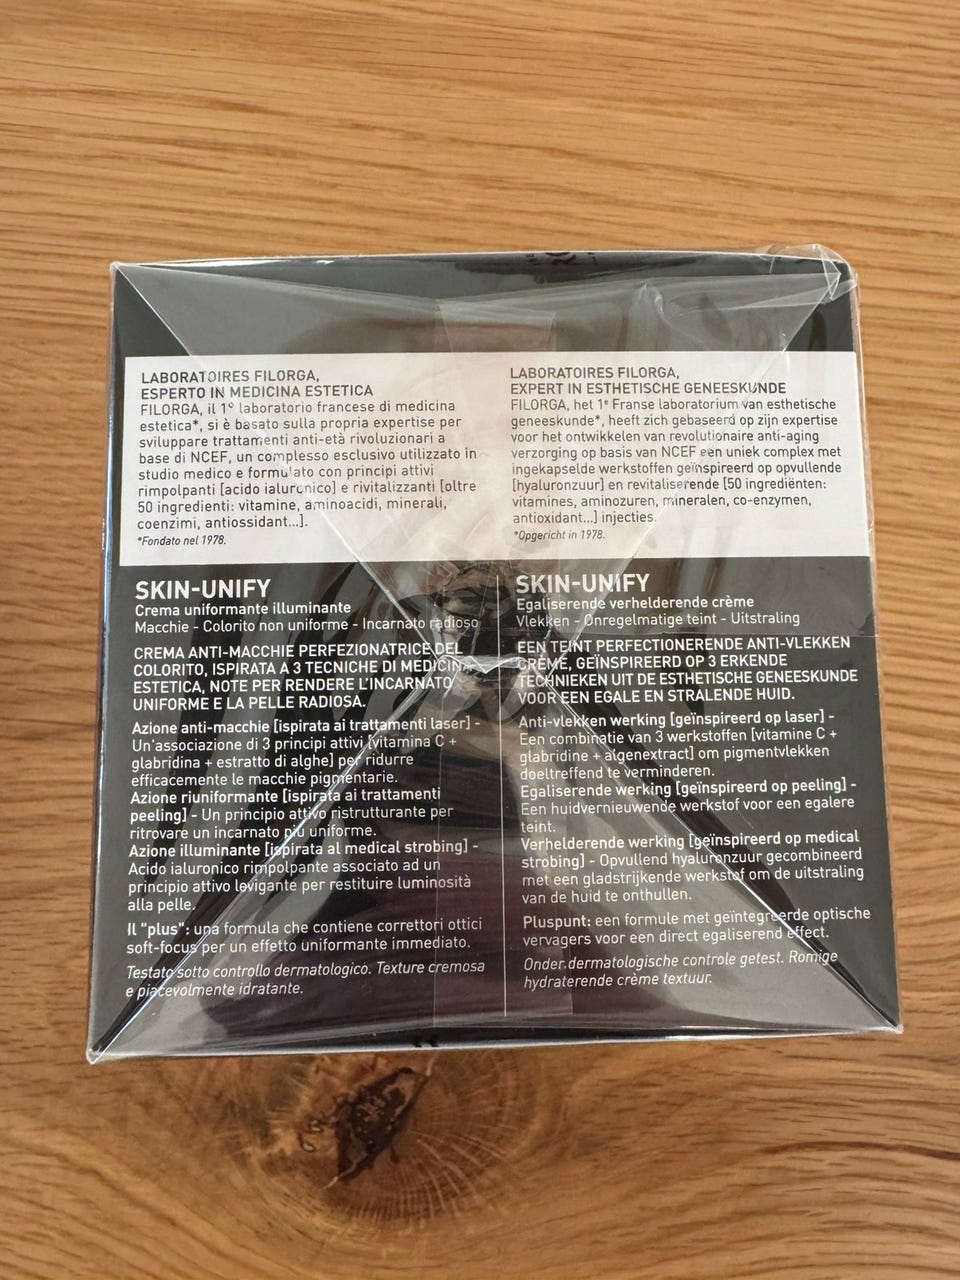 LABORATOIRES FILORGA,
ESPERTO IN MEDICINA ESTETICA
FILORGA, il 1° laboratorio francese di medicina
estetica*, si è basato sulla propria expertise per
sviluppare trattamenti anti-età rivoluzionari a
base di NCEF, un complesso esclusivo utilizzato in
studio medico e formulato con principi attivi
rimpolpanti [acido ialuronico] e rivitalizzanti [oltre
50 ingredienti: vitamine, aminoacidi, minerali,
coenzimi, antiossidant...].
*Fondato nel 1978.
SKIN-UNIFY
Crema uniformante illuminante
Macchie - Colorito non uniforme - Incarnato radioso
CREMA ANTI-MACCHIE PERFEZIONATRICE DEL
COLORITO, ISPIRATA A 3 TECNICHE DI MEDICINA
ESTETICA, NOTE PER RENDERE L'INCARNATO
UNIFORME E LA PELLE RADIOSA.
Azione anti-macchie [ispirata ai trattamenti laser] -
Un'associazione di 3 principi attivi [vitamina C +
glabridina + estratto di alghe] per ridurre
efficacemente le macchie pigmentarie.
Azione riuniformante [ispirata ai trattamenti
peeling] - Un principio attivo ristrutturante per
ritrovare un incarnato più uniforme.
Azione illuminante [ispirata al medical strobing] -
Acido ialuronico rimpolpante associato ad un
principio attivo levigante per restituire luminosità
alla pelle.
Il "plus": una formula che contiene correttori ottici
soft-focus per un effetto uniformante immediato.
Testato sotto controllo dermatologico. Texture cremosa
e piacevolmente idratante.
LABORATOIRES FILORGA,
EXPERT IN ESTHETISCHE GENEESKUNDE
FILORGA, het 1e Franse laboratorium van esthetische
geneeskunde*, heeft zich gebaseerd op zijn expertise
voor het ontwikkelen van revolutionaire anti-aging
verzorging op basis van NCEF een uniek complex met
ingekapselde werkstoffen geïnspireerd op opvullende
[hyaluronzuur] en revitaliserende [50 ingrediënten:
vitamines, aminozuren, mineralen, co-enzymen,
antioxidant...] injecties.
*Opgericht in 1978.
SKIN-UNIFY
Egaliserende verhelderende crème
Vlekken - Onregelmatige teint - Uitstraling
EEN TEINT PERFECTIONERENDE ANTI-VLEKKEN
CRÈME, GEÏNSPIREERD OP 3 ERKENDE
TECHNIEKEN UIT DE ESTHETISCHE GENEESKUNDE
VOOR EEN EGALE EN STRALENDE HUID.
Anti-vlekken werking [geïnspireerd op laser] -
Een combinatie van 3 werkstoffen [vitamine C +
glabridine + algenextract] om pigmentvlekken
doeltreffend te verminderen.
Egaliserende werking [geïnspireerd op peeling] -
Een huidvernieuwende werkstof voor een egalere
teint.
Verhelderende werking [geïnspireerd op medical
strobing] - Opvullend hyaluronzuur gecombineerd
met een gladstrijkende werkstof om de uitstraling
van de huid te onthullen.
Pluspunt: een formule met geïntegreerde optische
vervagers voor een direct egaliserend effect.
Onder dermatologische controle getest. Romige
hydraterende crème textuur.